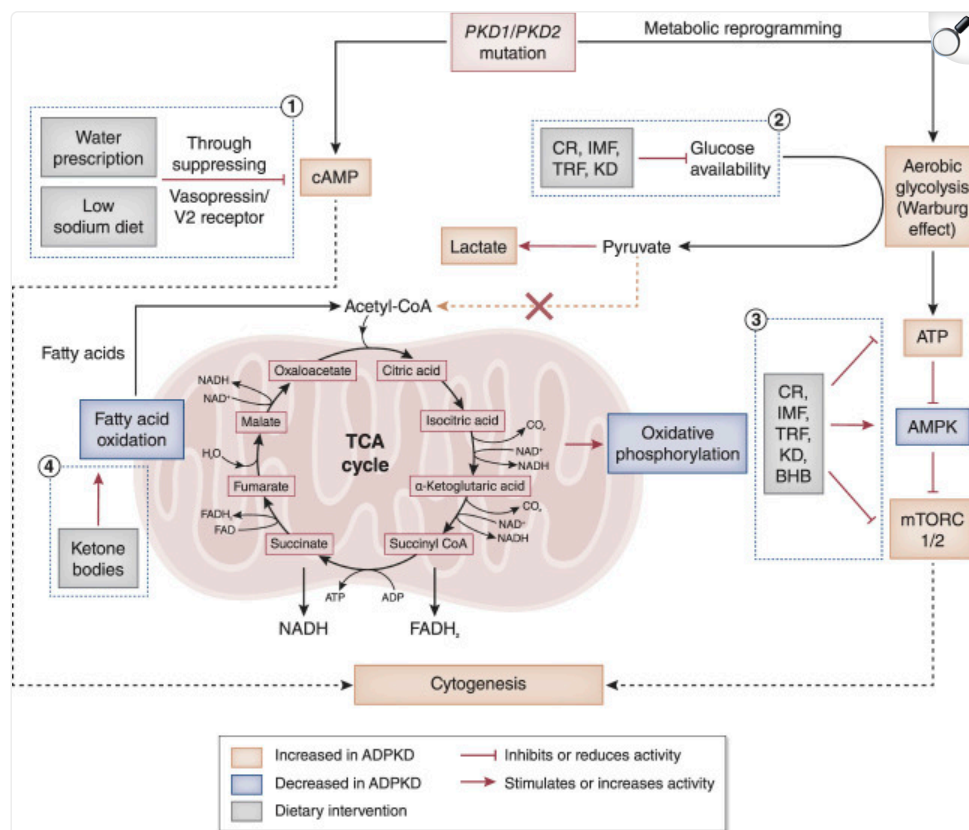 PKD1/PKD2
mutation
Metabolic reprogramming
1
Water
prescription
Low
sodium diet
Through
suppressing
Vasopressin/
V2 receptor
cAMP
2
CR, IMF,
TRF, KD
Glucose
availability
Aerobic
glycolysis
(Warburg
effect)
Lactate
Pyruvate
Acetyl-CoA
Fatty acids
Fatty acid
oxidation
4
Ketone
bodies
TCA
cycle
Oxaloacetate
Citric acid
Isocitric acid
CO₂
NAD⁺
NADH
α-Ketoglutaric acid
CO₂
NAD⁺
NADH
Succinyl CoA
ADP
ATP
Succinate
FADH₂
FAD
Fumarate
H₂O
Malate
NADH
NAD⁺
NADH
FADH₂
Oxidative
phosphorylation
3
CR,
IMF,
TRF,
KD,
BHB
ATP
AMPK
mTORC
1/2
Cytogenesis
Increased in ADPKD
Decreased in ADPKD
Dietary intervention
Inhibits or reduces activity
Stimulates or increases activity